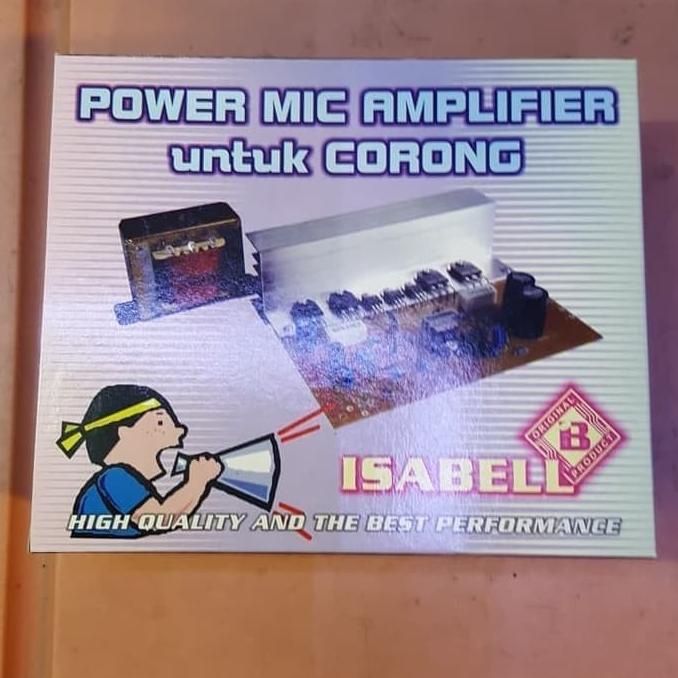 POWER MIC AMPLIFIER
untuk CORONG
ORIGINAL
B
PRODUCT
ISABELL
HIGH QUALITY AND THE BEST PERFORMANCE